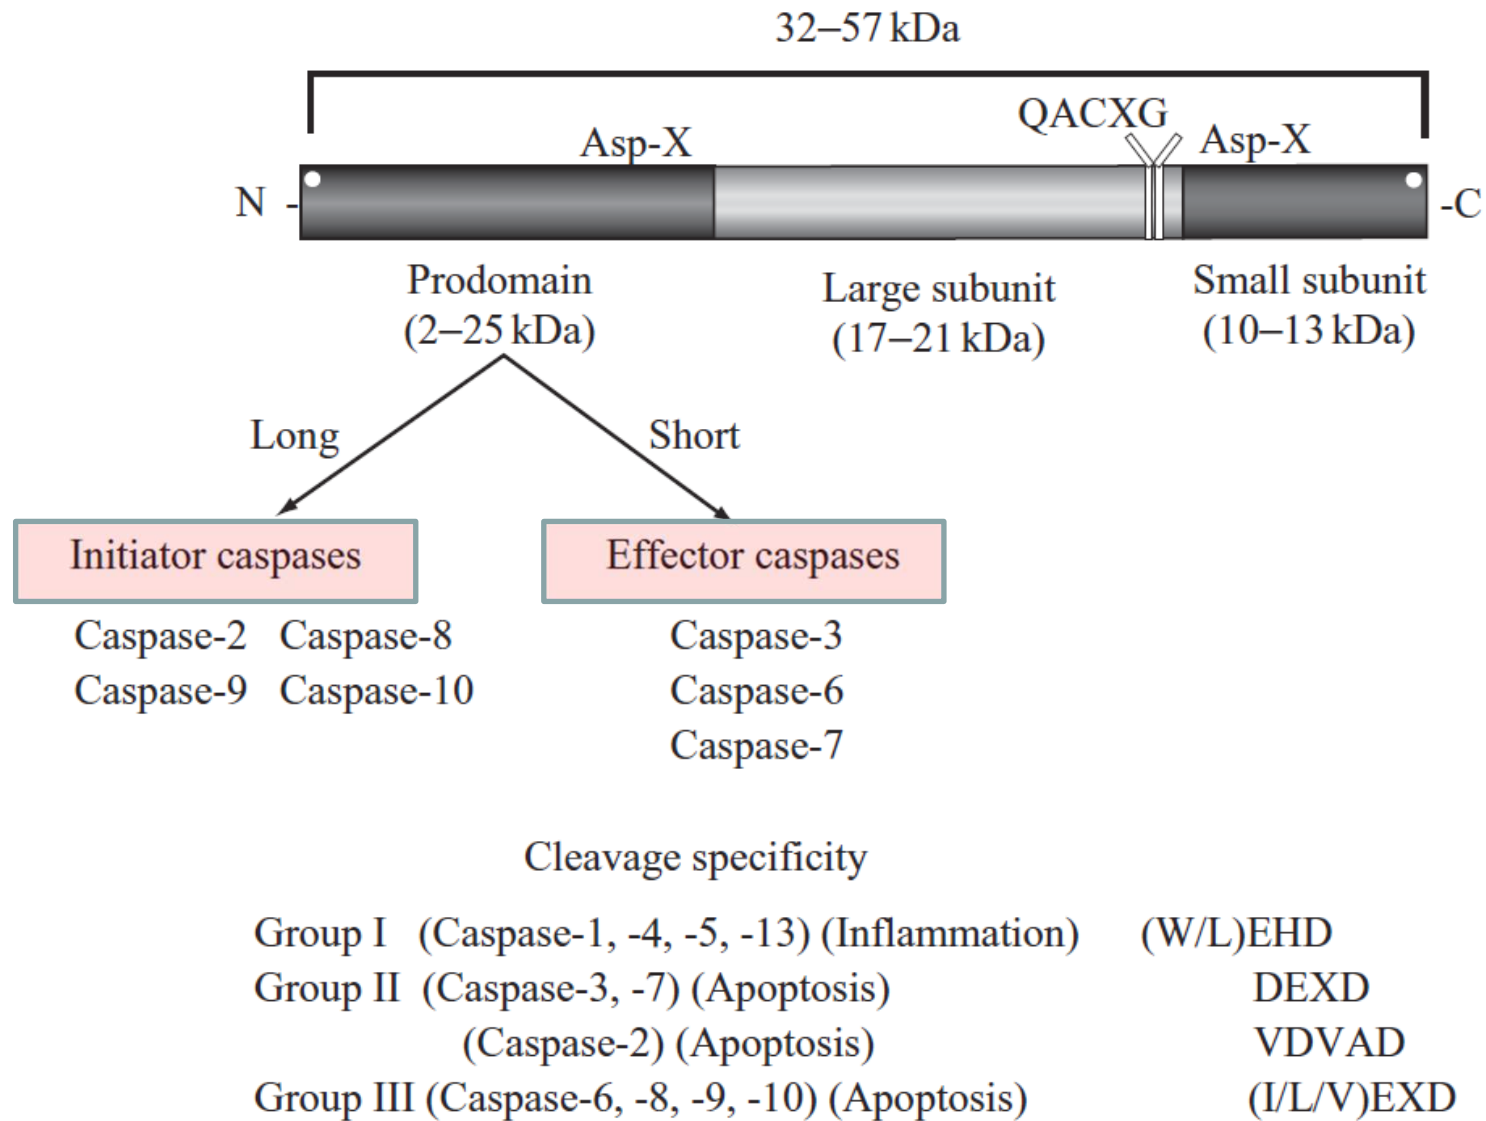 32–57 kDa
QACXG
Asp-X
Asp-X
N -
-C
Prodomain
(2–25 kDa)
Large subunit
(17–21 kDa)
Small subunit
(10–13 kDa)
Long
Short
Initiator caspases
Effector caspases
Caspase-2 Caspase-8
Caspase-9 Caspase-10
Caspase-3
Caspase-6
Caspase-7
Cleavage specificity
Group I (Caspase-1, -4, -5, -13) (Inflammation) (W/L)EHD
Group II (Caspase-3, -7) (Apoptosis) DEXD
(Caspase-2) (Apoptosis) VDVAD
Group III (Caspase-6, -8, -9, -10) (Apoptosis) (I/L/V)EXD